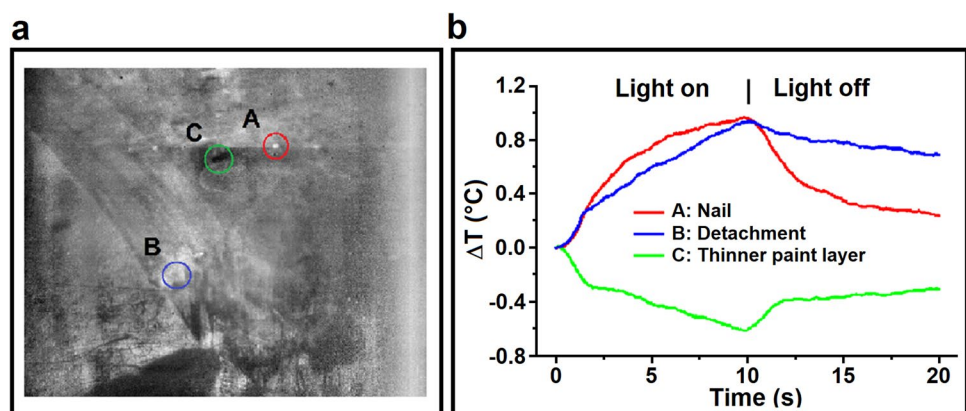 a
C
A
B
b
Light on | Light off
1.2
0.8
0.4
0.0
-0.4
-0.8
ΔT (°C)
A: Nail
B: Detachment
C: Thinner paint layer
0
5
10
15
20
Time (s)